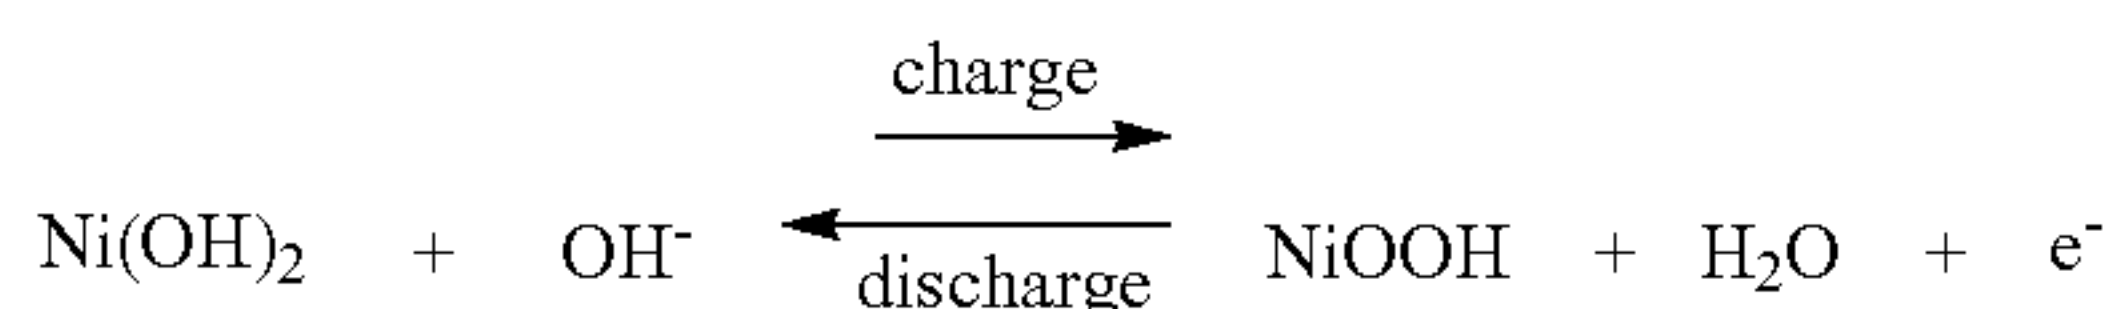 charge
Ni(OH)₂ + OH⁻ NiOOH + H₂O + e⁻
discharge